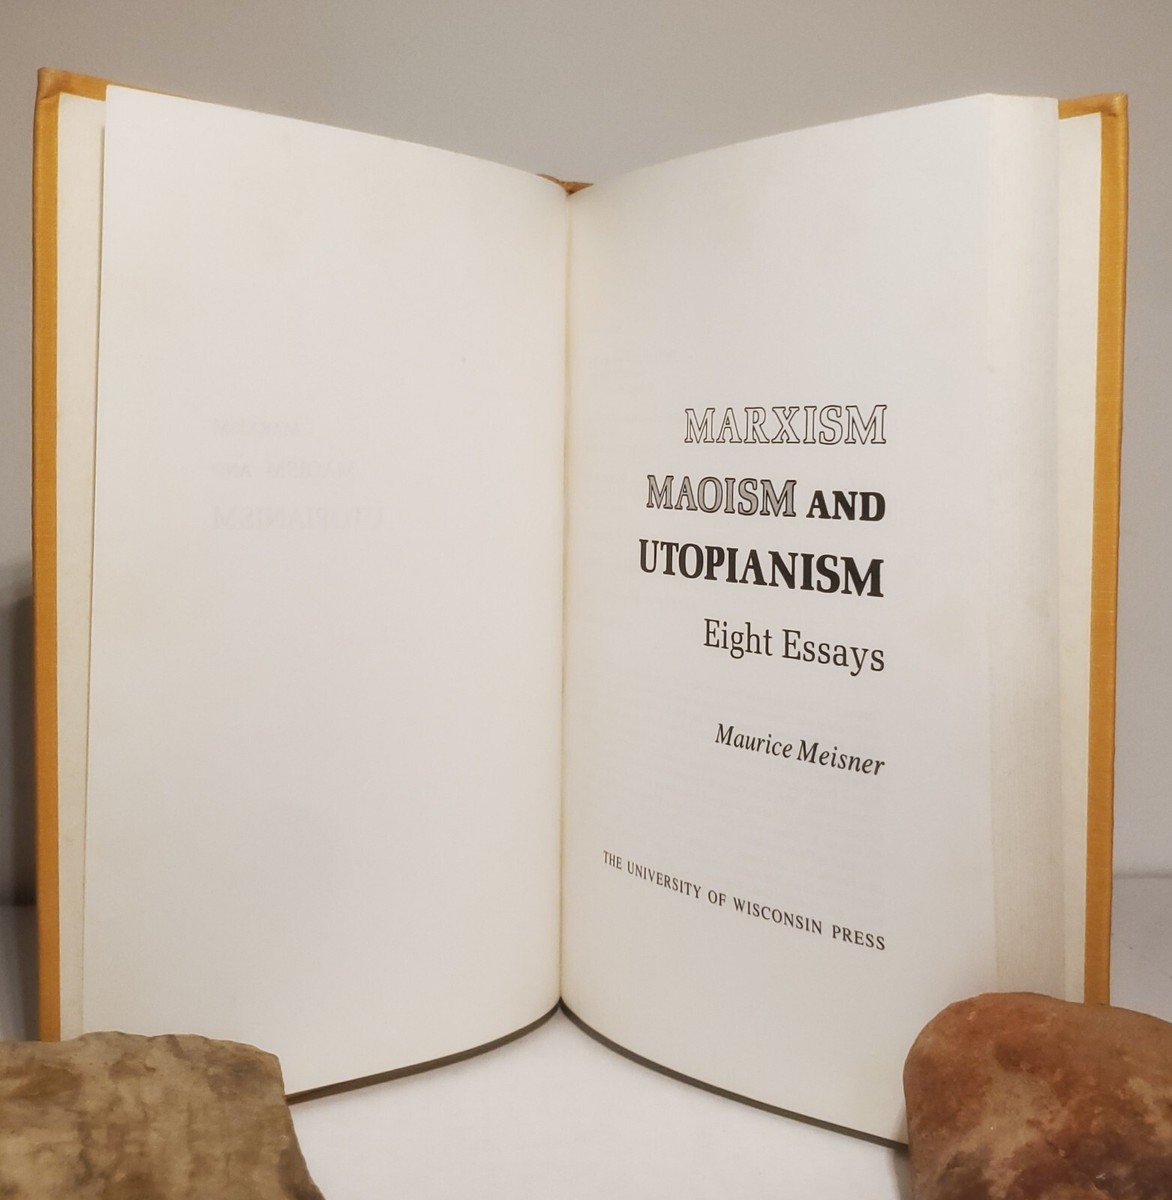 MARXISM
MAOISM AND
UTOPIANISM
Eight Essays
Maurice Meisner
THE UNIVERSITY OF WISCONSIN PRESS